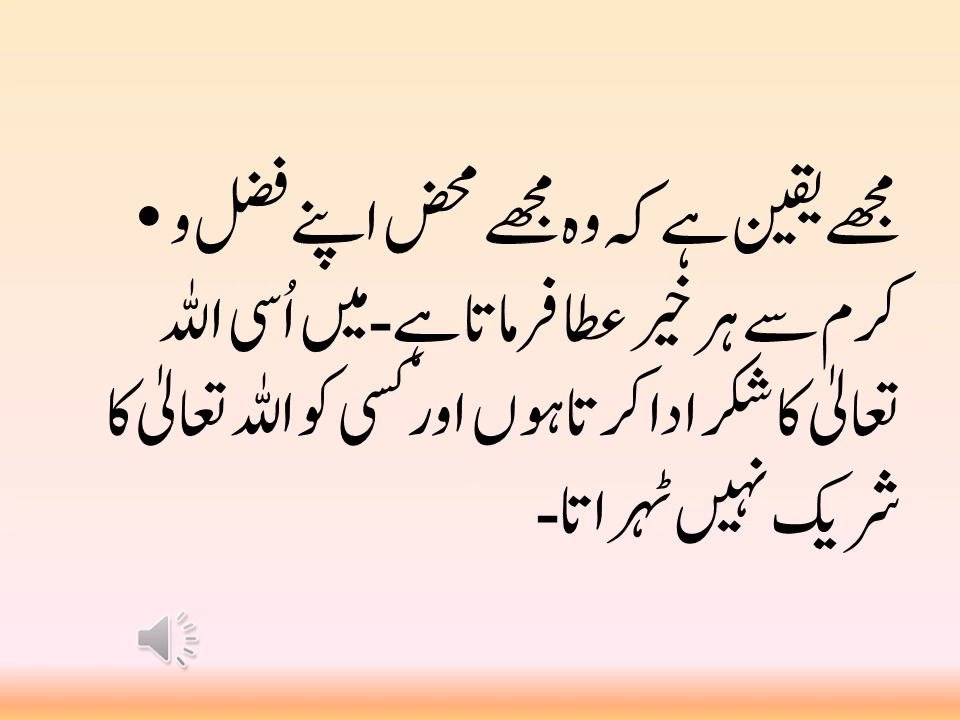 مجھے یقین ہے کہ وہ مجھے محض اپنے فضل و •
کرم سے ہر خیر عطا فرماتا ہے-میں اُسی اللہ
تعالیٰ کا شکر ادا کرتا ہوں اور کسی کو اللہ تعالیٰ کا
شریک نہیں ٹہراتا-